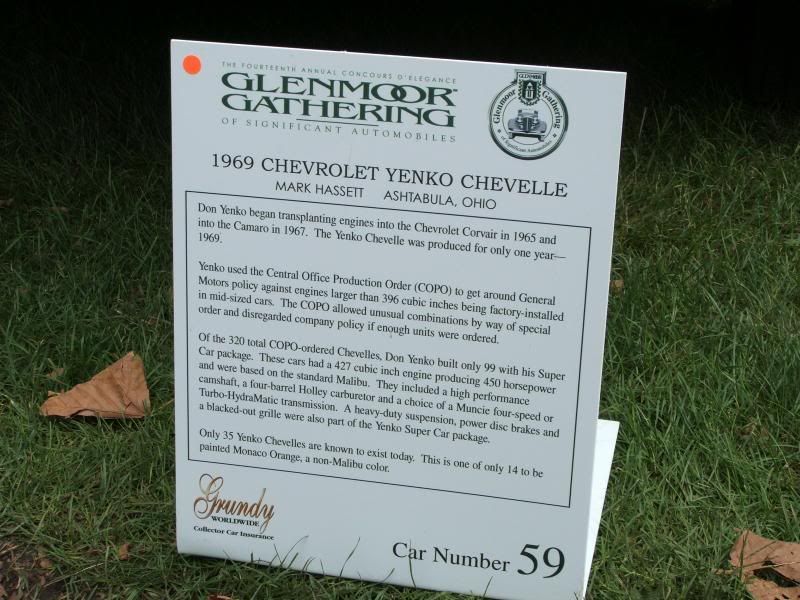 THE FOURTEENTH ANNUAL CONCOURS D'ELEGANCE
GLENMOOR
GATHERING
OF SIGNIFICANT AUTOMOBILES
GLENMOOR
Glenmoor Gathering
of Significant Automobiles
1969 CHEVROLET YENKO CHEVELLE
MARK HASSETT ASHTABULA, OHIO
Don Yenko began transplanting engines into the Chevrolet Corvair in 1965 and
into the Camaro in 1967. The Yenko Chevelle was produced for only one year—
1969.
Yenko used the Central Office Production Order (COPO) to get around General
Motors policy against engines larger than 396 cubic inches being factory-installed
in mid-sized cars. The COPO allowed unusual combinations by way of special
order and disregarded company policy if enough units were ordered.
Of the 320 total COPO-ordered Chevelles, Don Yenko built only 99 with his Super
Car package. These cars had a 427 cubic inch engine producing 450 horsepower
and were based on the standard Malibu. They included a high performance
camshaft, a four-barrel Holley carburetor and a choice of a Muncie four-speed or
Turbo-HydraMatic transmission. A heavy-duty suspension, power disc brakes and
a blacked-out grille were also part of the Yenko Super Car package.
Only 35 Yenko Chevelles are known to exist today. This is one of only 14 to be
painted Monaco Orange, a non-Malibu color.
Grundy
WORLDWIDE
Collector Car Insurance
Car Number 59